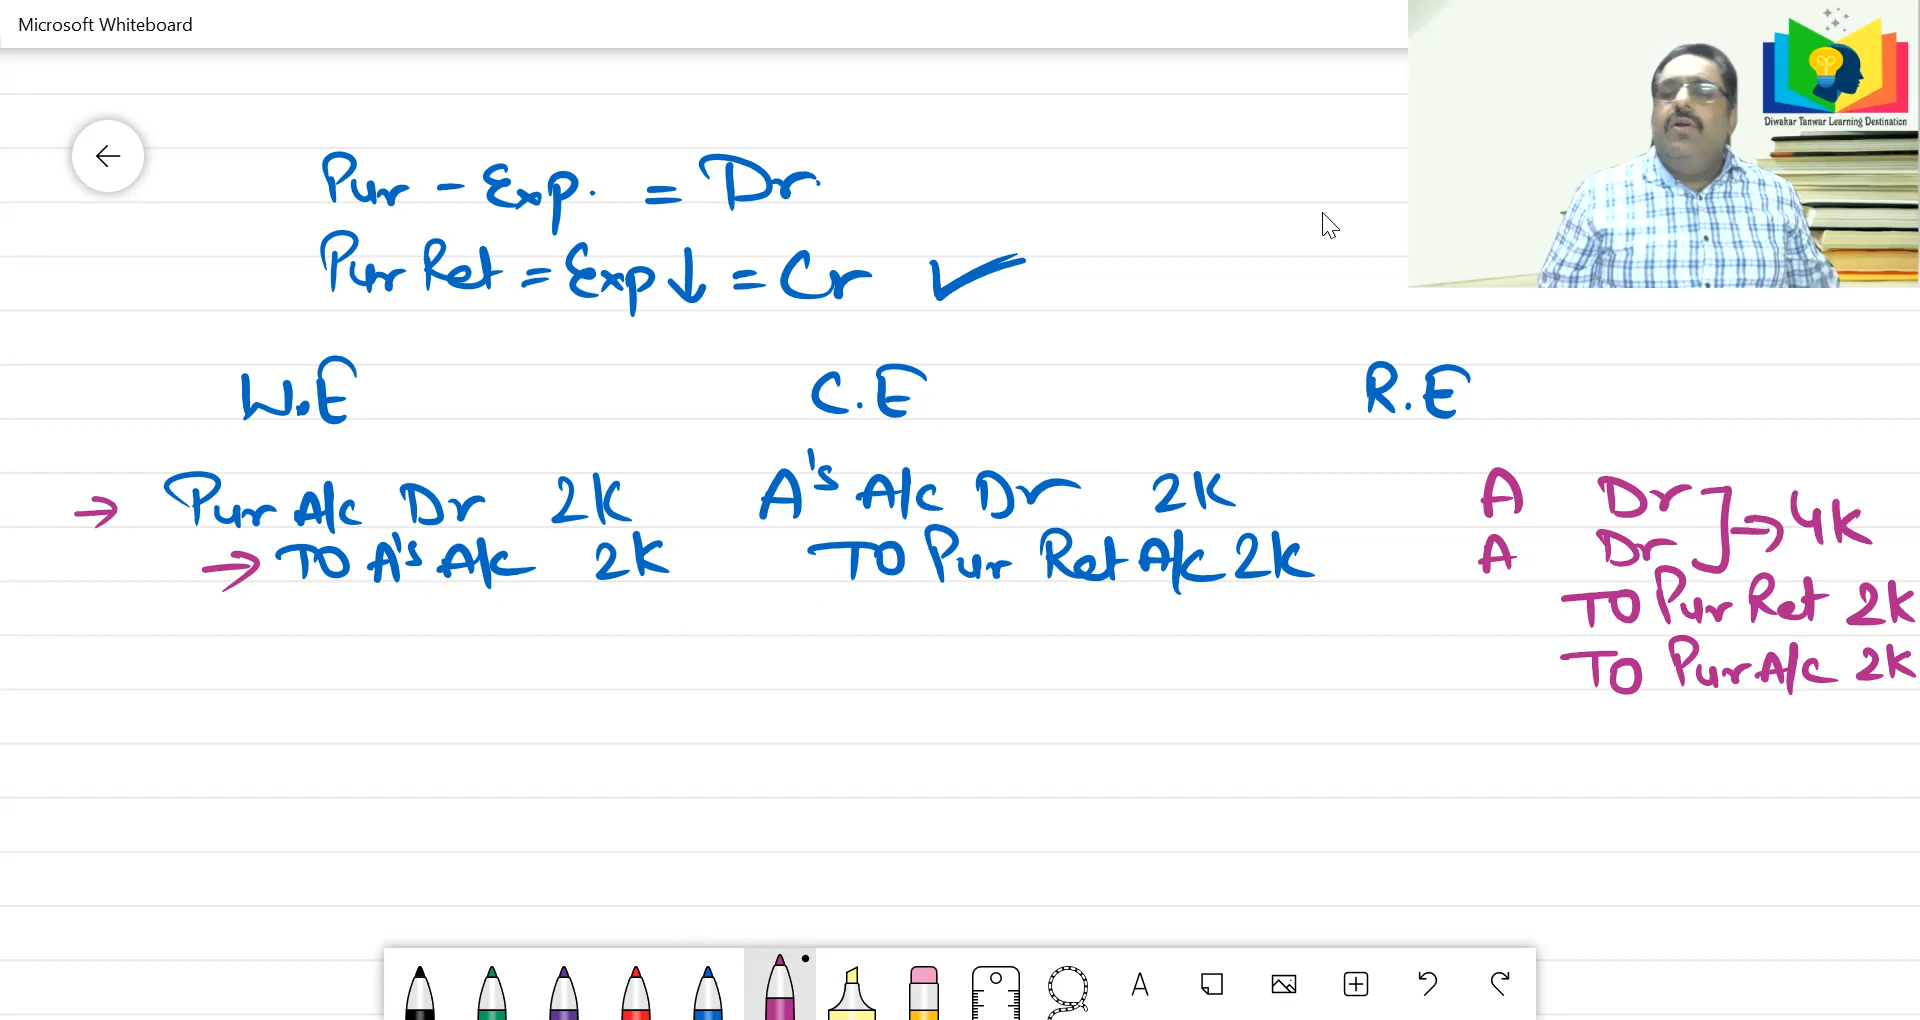 Microsoft Whiteboard
Diwakar Tanwar Learning Destination
Pur - Exp. = Dr.
Pur Ret = Exp ↓ = Cr ✓
W.E
C.E
R.E
→ Pur A/c Dr 2K
→ TO A's A/c 2K
A's A/c Dr 2K
TO Pur Ret A/c 2K
A Dr
A Dr ] → 4K
TO Pur Ret 2K
TO Pur A/c 2K